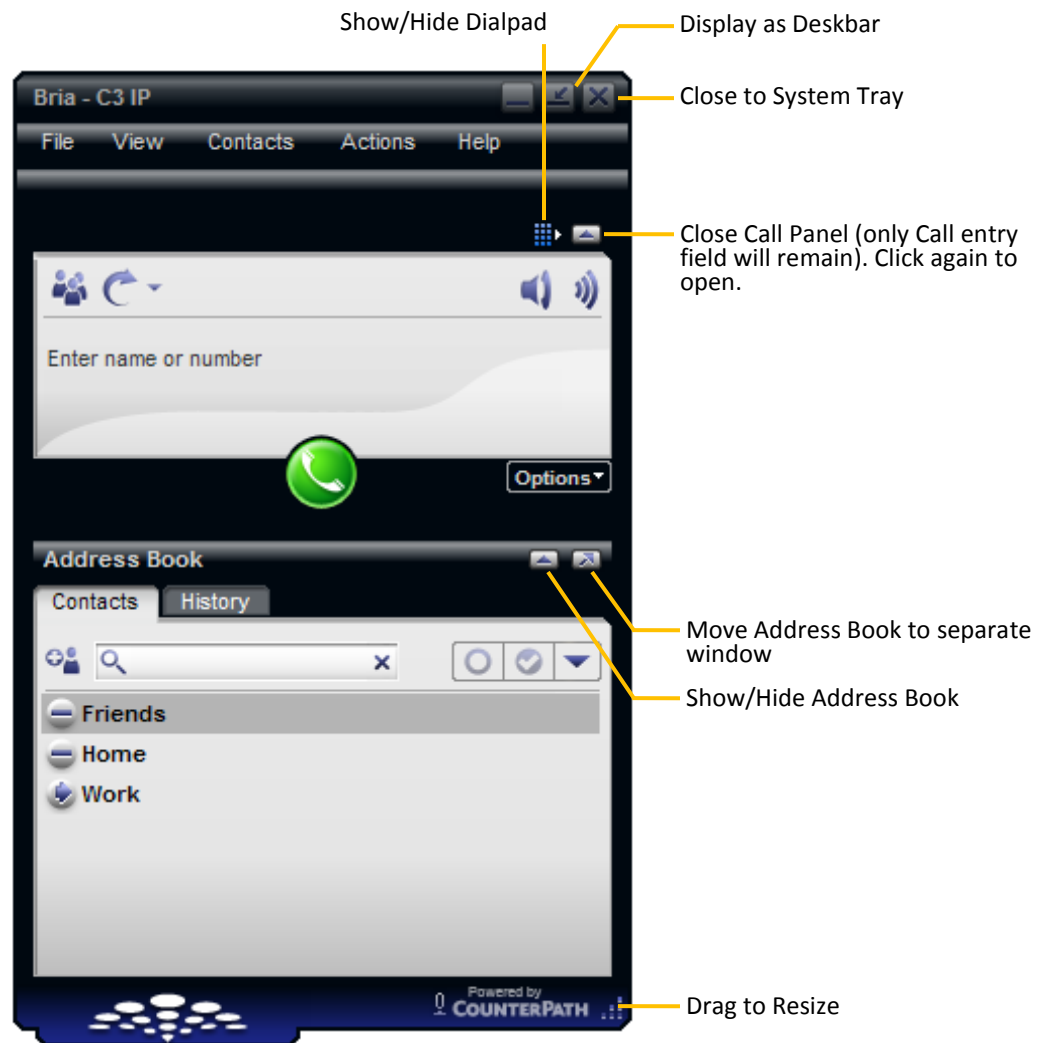 Show/Hide Dialpad
Display as Deskbar
Bria - C3 IP
Close to System Tray
File View Contacts Actions Help
Close Call Panel (only Call entry
field will remain). Click again to
open.
Enter name or number
Options
Address Book
Contacts History
Move Address Book to separate
window
Show/Hide Address Book
Friends
Home
Work
Powered by
COUNTERPATH
Drag to Resize